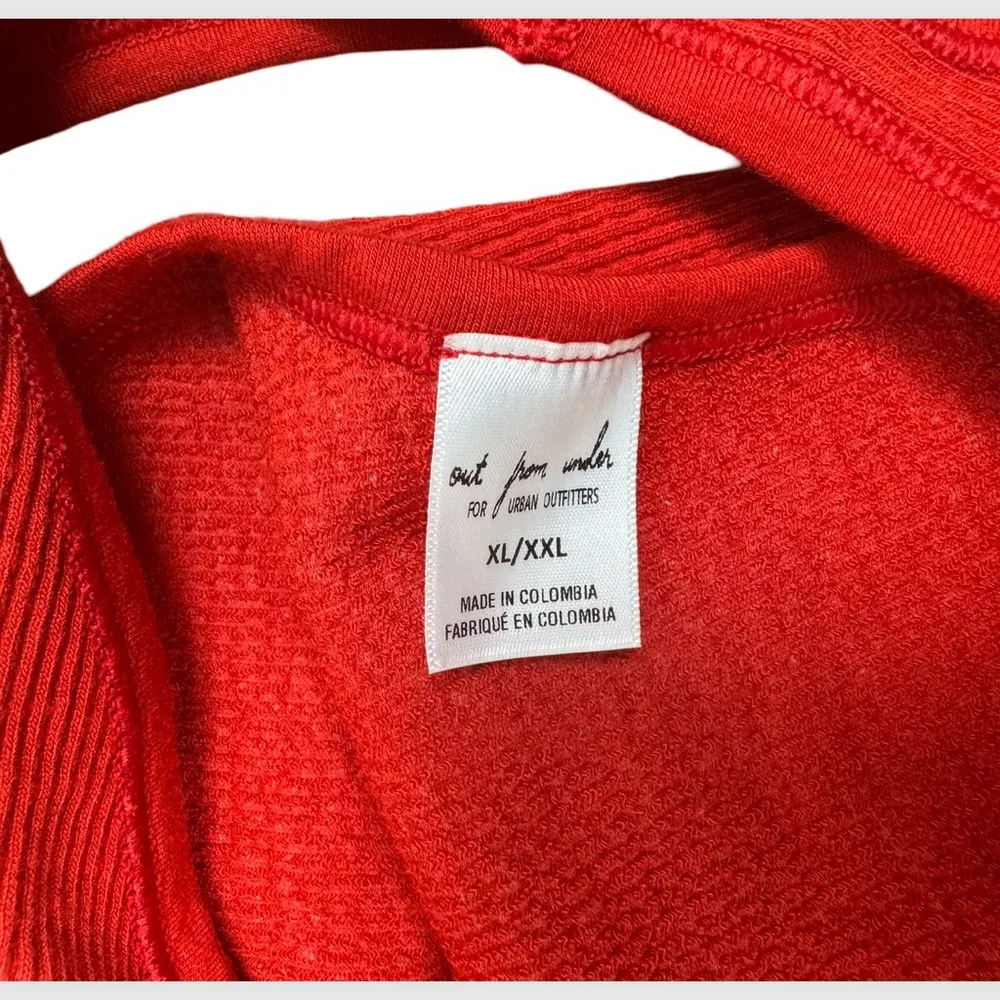 out from under
FOR URBAN OUTFITTERS
XL/XXL
MADE IN COLOMBIA
FABRIQUÉ EN COLOMBIA